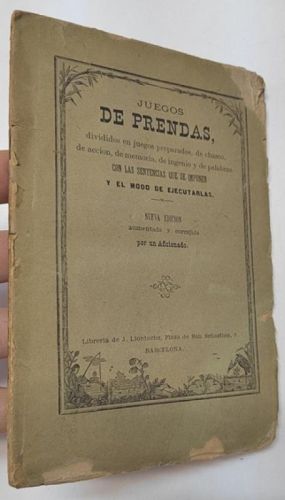 JUEGOS
DE PRENDAS,
divididos en juegos preparados, de chasco,
de accion, de memoria, de ingenio y de palabras
CON LAS SENTENCIAS QUE SE IMPONEN
Y EL MODO DE EJECUTARLAS.
NUEVA EDICION
aumentada y corregida
por un Aficionado.
Librería de J. Llordachs, Plaza de San Sebastian,
BARCELONA.